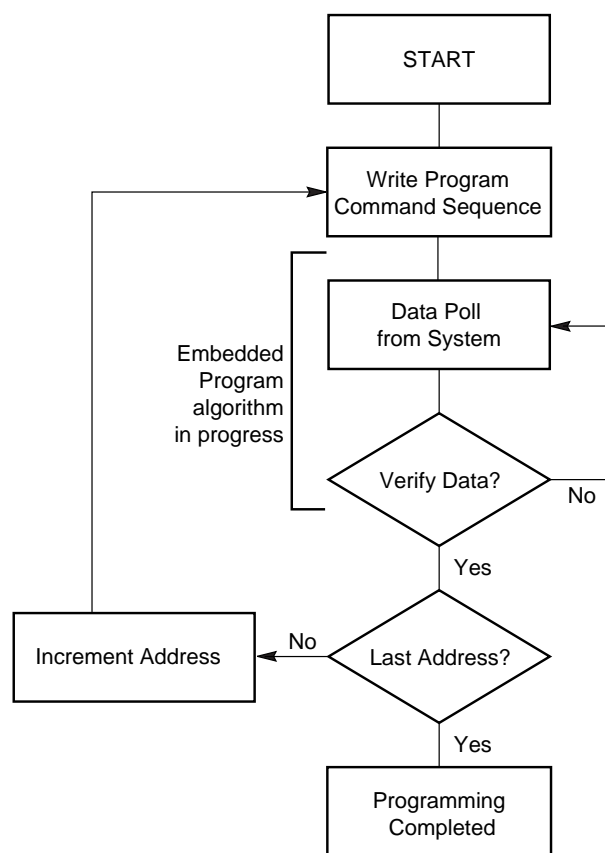 START
Write Program
Command Sequence
Data Poll
from System
Embedded
Program
algorithm
in progress
Verify Data?
No
Yes
No
Increment Address
Last Address?
Yes
Programming
Completed